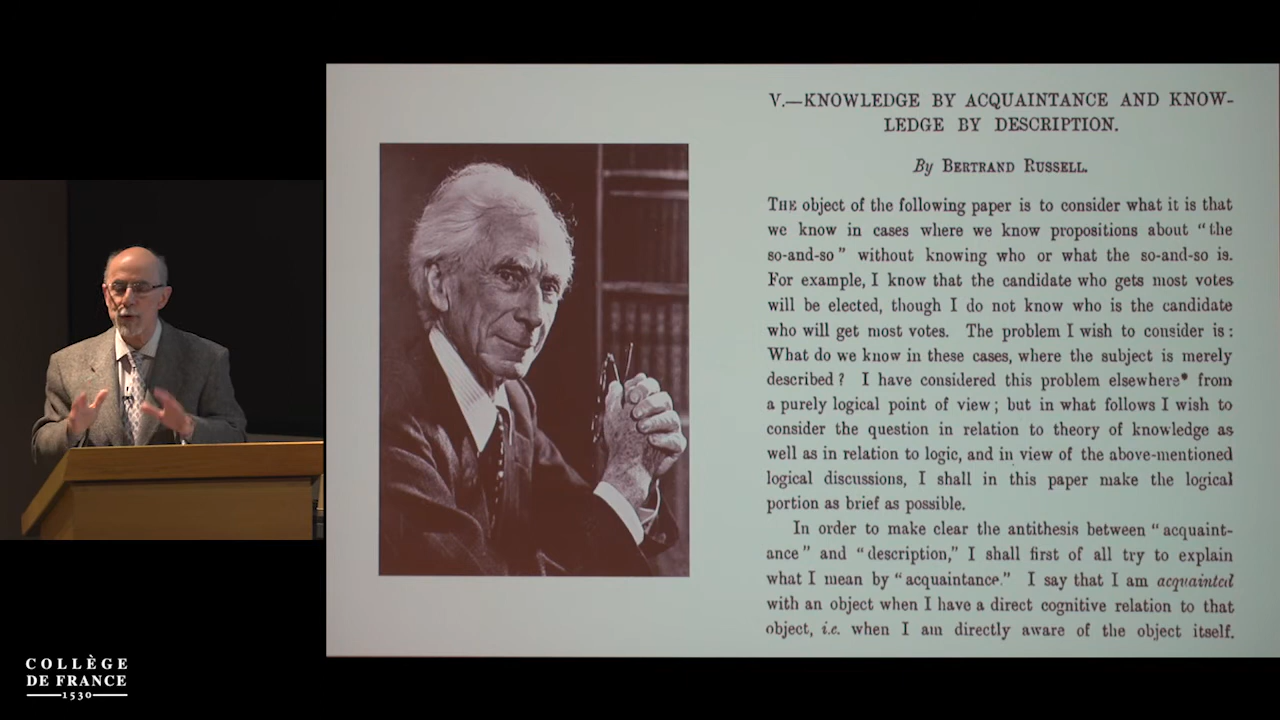 V.—KNOWLEDGE BY ACQUAINTANCE AND KNOW-
LEDGE BY DESCRIPTION.
By BERTRAND RUSSELL.
THE object of the following paper is to consider what it is that
we know in cases where we know propositions about "the
so-and-so" without knowing who or what the so-and-so is.
For example, I know that the candidate who gets most votes
will be elected, though I do not know who is the candidate
who will get most votes. The problem I wish to consider is:
What do we know in these cases, where the subject is merely
described? I have considered this problem elsewhere* from
a purely logical point of view; but in what follows I wish to
consider the question in relation to theory of knowledge as
well as in relation to logic, and in view of the above-mentioned
logical discussions, I shall in this paper make the logical
portion as brief as possible.
In order to make clear the antithesis between "acquaint-
ance" and "description," I shall first of all try to explain
what I mean by "acquaintance." I say that I am acquainted
with an object when I have a direct cognitive relation to that
object, i.e. when I am directly aware of the object itself.
COLLÈGE
DE FRANCE
1530